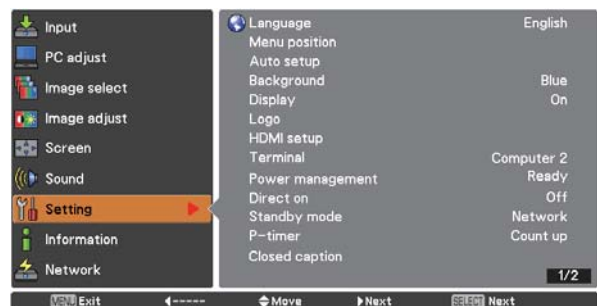 Input
PC adjust
Image select
Image adjust
Screen
Sound
Setting
Information
Network
Language English
Menu position
Auto setup
Background Blue
Display On
Logo
HDMI setup
Terminal Computer 2
Power management Ready
Direct on Off
Standby mode Network
P-timer Count up
Closed caption
1/2
MENU Exit ◀----- ◆Move ▶Next SELECT Next